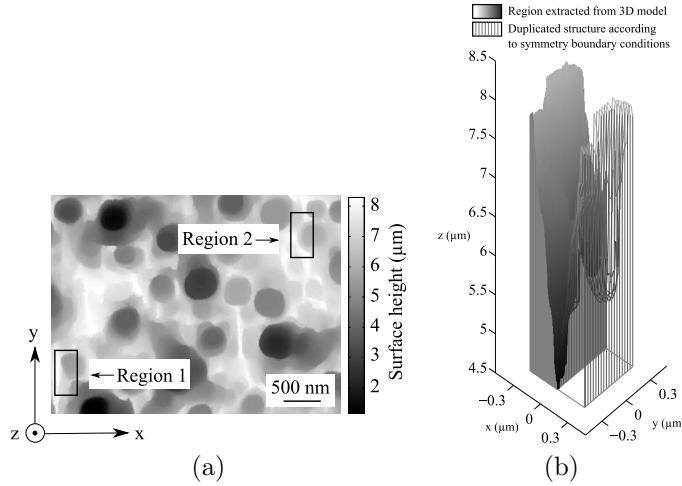 Region extracted from 3D model
Duplicated structure according
to symmetry boundary conditions
8.5
8
7.5
7
6.5
6
5.5
5
4.5
z (μm)
−0.3
0
0.3
x (μm)
−0.3
0
0.3
y (μm)
Region 2
Region 1
500 nm
8
7
6
5
4
3
2
Surface height (μm)
y
z
x
(a)
(b)